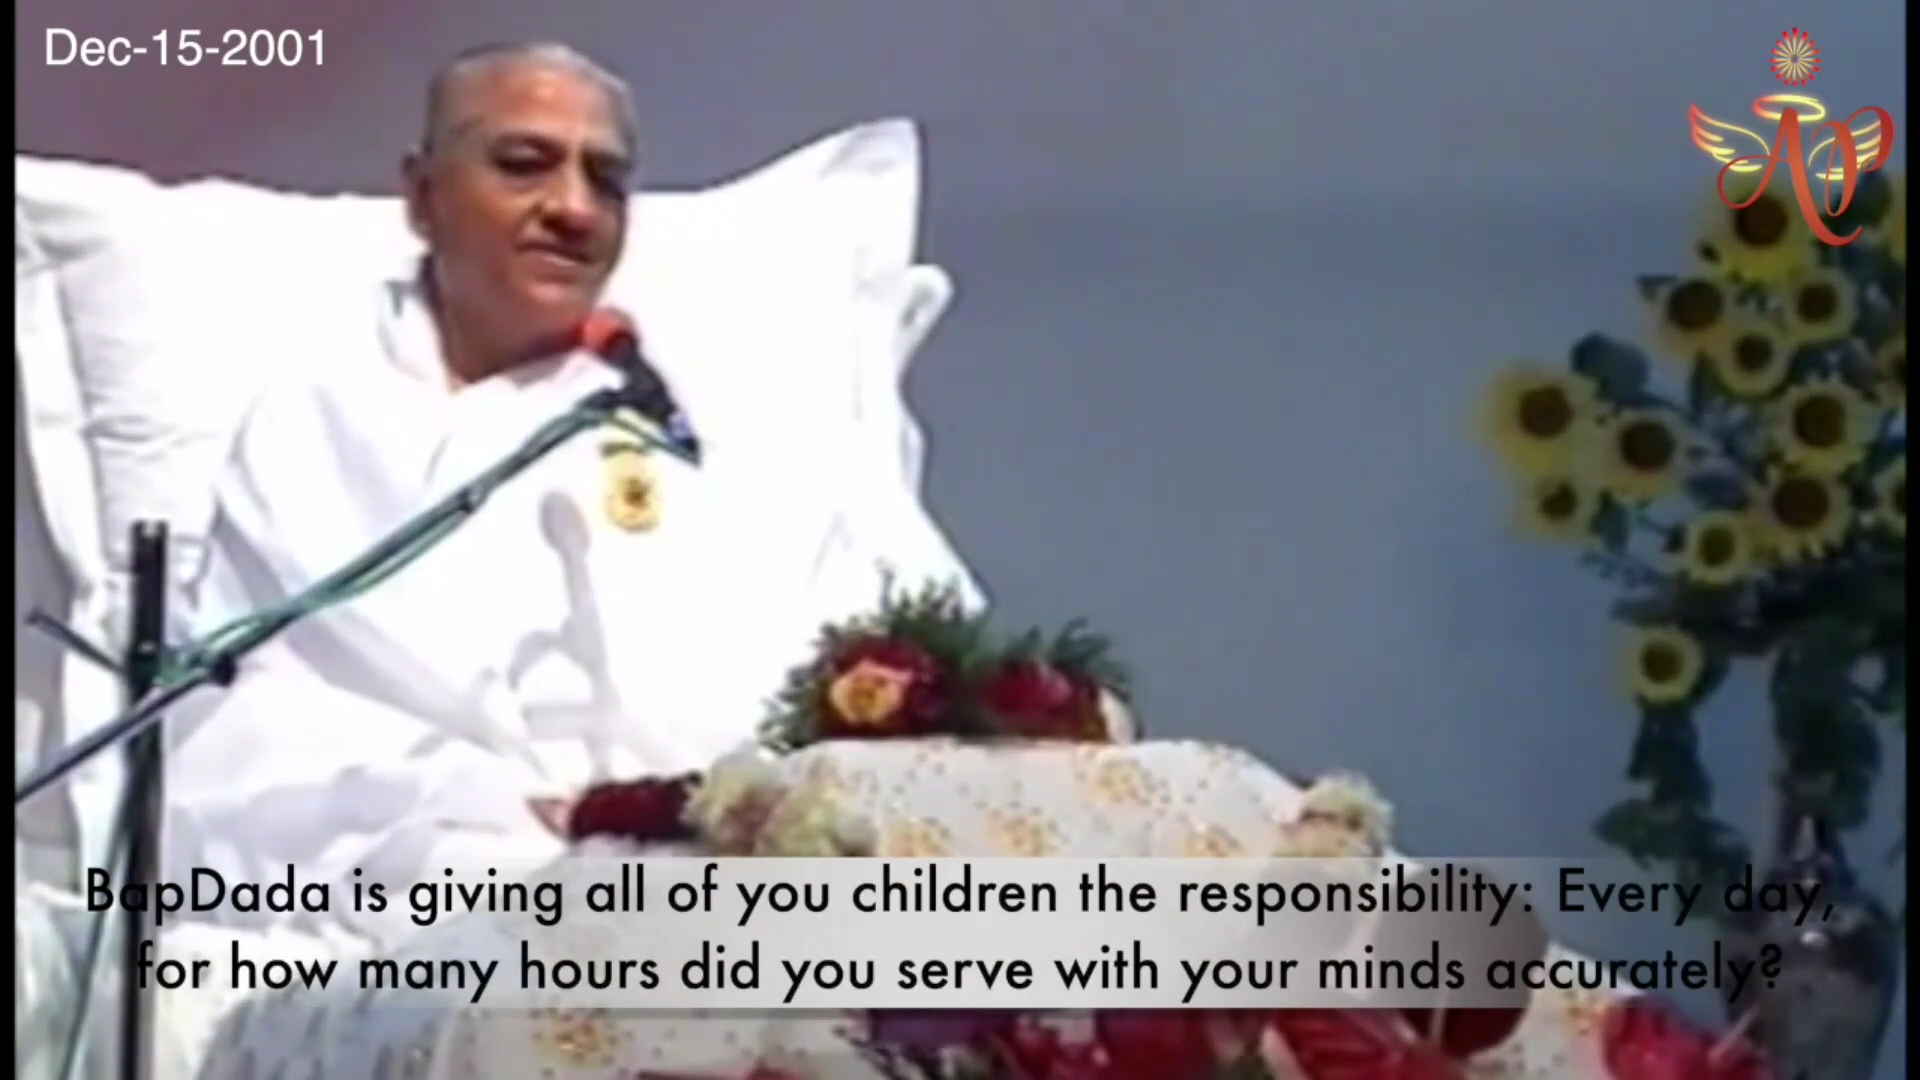 Dec-15-2001
AP
BapDada is giving all of you children the responsibility: Every day,
for how many hours did you serve with your minds accurately?